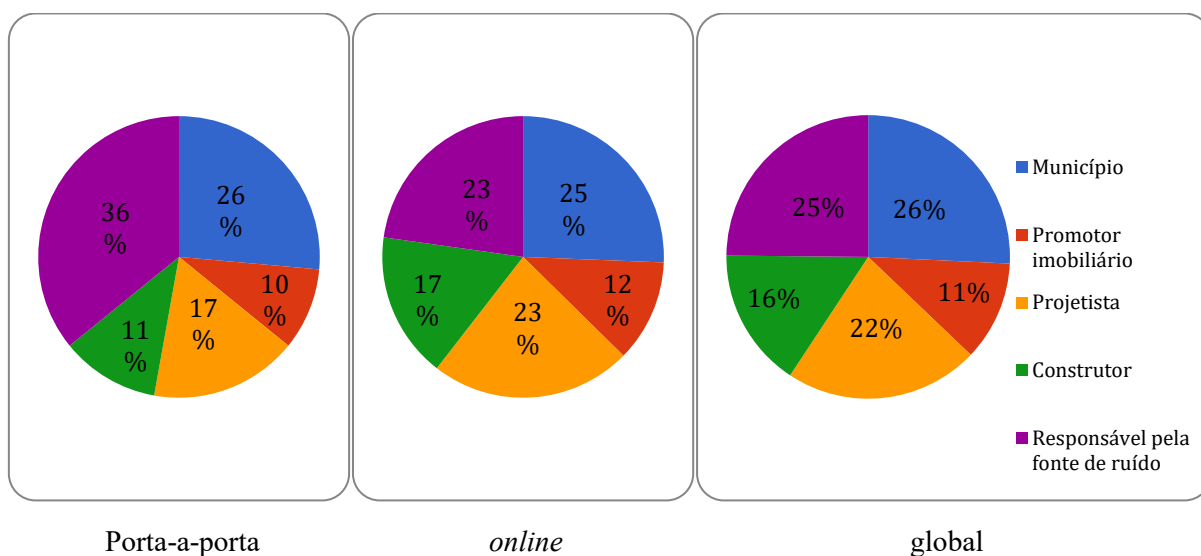 36
%
26
%
10
%
17
%
11
%
23
%
25
%
12
%
23
%
17
%
25%
26%
11%
22%
16%
Município
Promotor
imobiliário
Projetista
Construtor
Responsável pela
fonte de ruído
Porta-a-porta
online
global